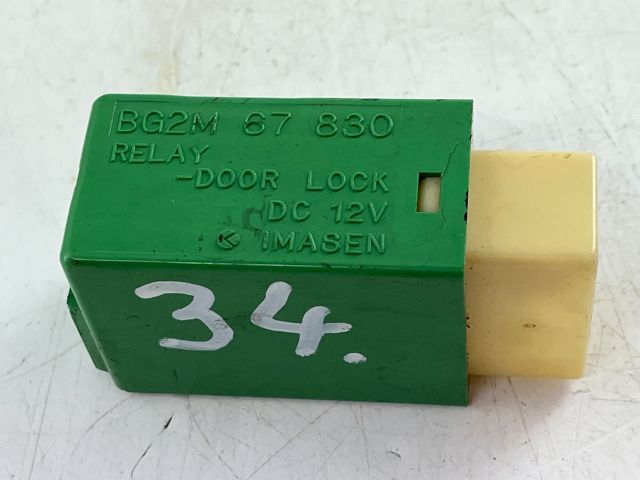 BG2M 67 830
RELAY
-DOOR LOCK
DC 12V
IMASEN
34.